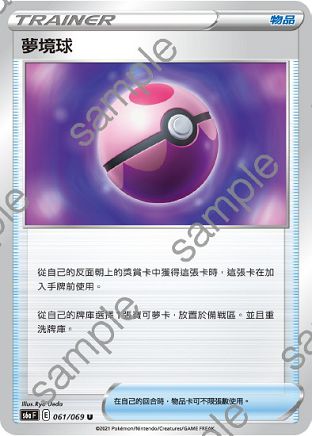 TRAINER
物品
夢境球
sample
sample
sample
sample
sample
sample
從自己的反面朝上的獎賞卡中獲得這張卡時，這張卡在加
入手牌前使用。
從自己的牌庫選擇1張寶可夢卡，放置於備戰區。並且重
洗牌庫。
Illus. Ryo Ueda
s6a F E 061/069 U
在自己的回合時，物品卡可不限張數使用。
©2021 Pokémon/Nintendo/Creatures/GAME FREAK.